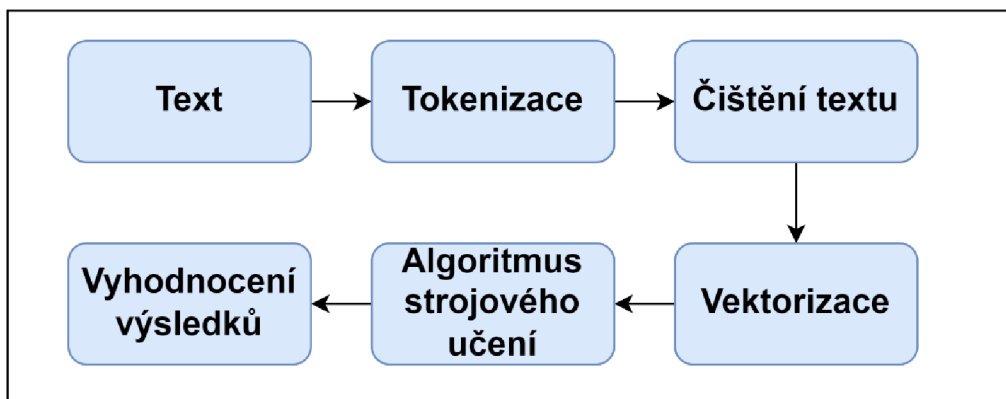 Text
Tokenizace
Čištění textu
Vektorizace
Algoritmus
strojového
učení
Vyhodnocení
výsledků